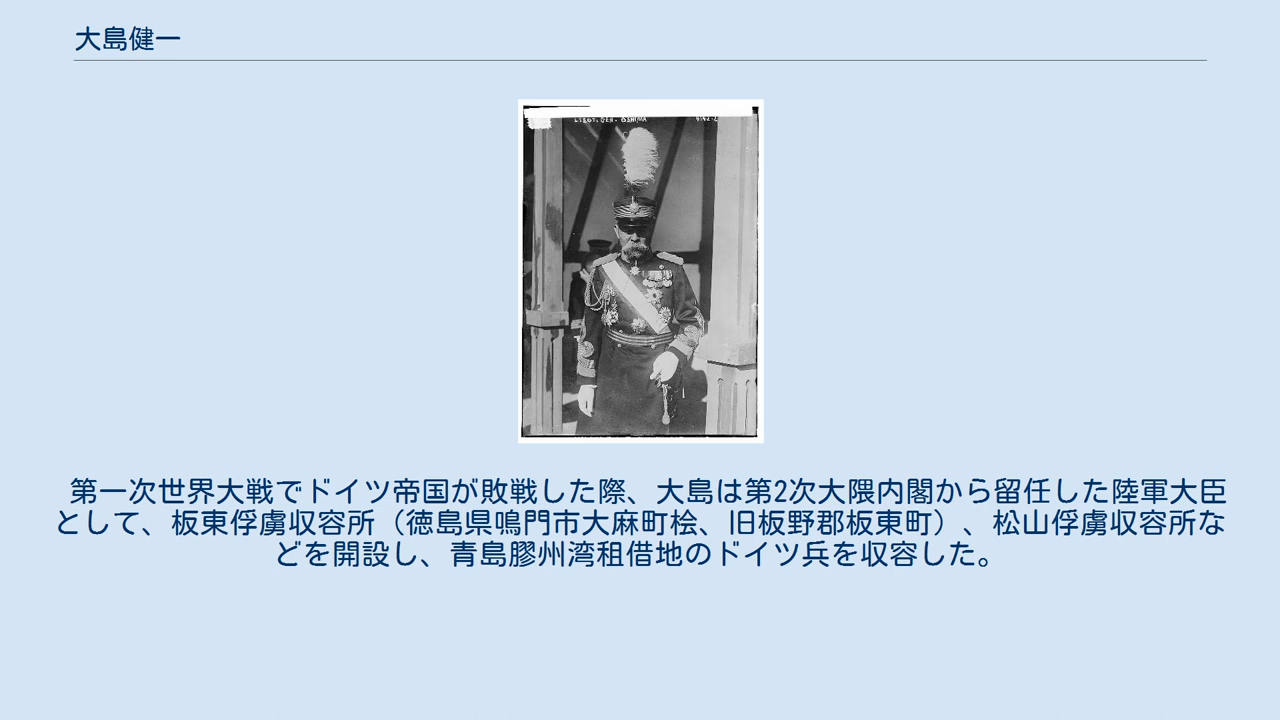 大島健一
LIEUT. GEN. OSHIMA
4142-2
第一次世界大戦でドイツ帝国が敗戦した際、大島は第2次大隈内閣から留任した陸軍大臣
として、板東俘虜収容所（徳島県鳴門市大麻町桧、旧板野郡板東町）、松山俘虜収容所な
どを開設し、青島膠州湾租借地のドイツ兵を収容した。